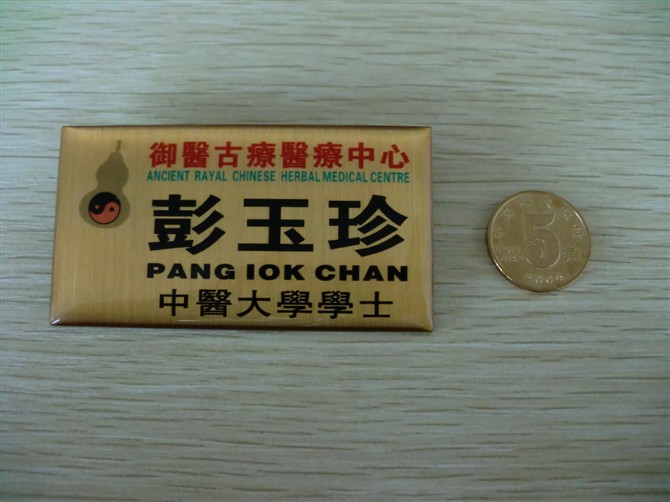 御醫古療醫療中心
ANCIENT RAYAL CHINESE HERBAL MEDICAL CENTRE
彭玉珍
PANG IOK CHAN
中醫大學學士
5
角